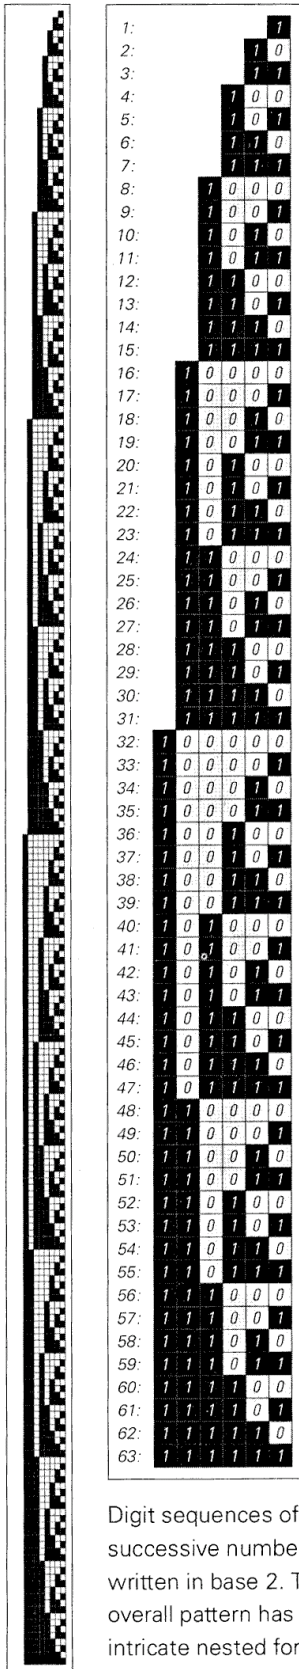 1: 1
2: 1 0
3: 1 1
4: 1 0 0
5: 1 0 1
6: 1 1 0
7: 1 1 1
8: 1 0 0 0
9: 1 0 0 1
10: 1 0 1 0
11: 1 0 1 1
12: 1 1 0 0
13: 1 1 0 1
14: 1 1 1 0
15: 1 1 1 1
16: 1 0 0 0 0
17: 1 0 0 0 1
18: 1 0 0 1 0
19: 1 0 0 1 1
20: 1 0 1 0 0
21: 1 0 1 0 1
22: 1 0 1 1 0
23: 1 0 1 1 1
24: 1 1 0 0 0
25: 1 1 0 0 1
26: 1 1 0 1 0
27: 1 1 0 1 1
28: 1 1 1 0 0
29: 1 1 1 0 1
30: 1 1 1 1 0
31: 1 1 1 1 1
32: 1 0 0 0 0 0
33: 1 0 0 0 0 1
34: 1 0 0 0 1 0
35: 1 0 0 0 1 1
36: 1 0 0 1 0 0
37: 1 0 0 1 0 1
38: 1 0 0 1 1 0
39: 1 0 0 1 1 1
40: 1 0 1 0 0 0
41: 1 0 1 0 0 1
42: 1 0 1 0 1 0
43: 1 0 1 0 1 1
44: 1 0 1 1 0 0
45: 1 0 1 1 0 1
46: 1 0 1 1 1 0
47: 1 0 1 1 1 1
48: 1 1 0 0 0 0
49: 1 1 0 0 0 1
50: 1 1 0 0 1 0
51: 1 1 0 0 1 1
52: 1 1 0 1 0 0
53: 1 1 0 1 0 1
54: 1 1 0 1 1 0
55: 1 1 0 1 1 1
56: 1 1 1 0 0 0
57: 1 1 1 0 0 1
58: 1 1 1 0 1 0
59: 1 1 1 0 1 1
60: 1 1 1 1 0 0
61: 1 1 1 1 0 1
62: 1 1 1 1 1 0
63: 1 1 1 1 1 1
Digit sequences of
successive numbe
written in base 2. T
overall pattern has
intricate nested for